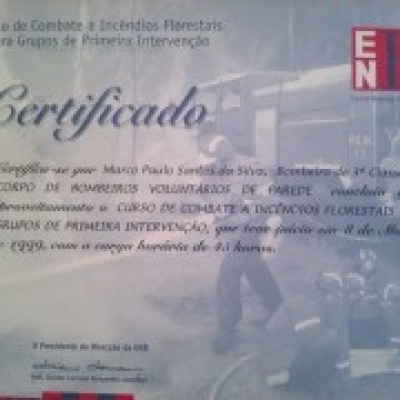 de Combate a Incêndios Florestais
Grupos de Primeira Intervenção
EN
Certificado
Certifica-se que Marco Paulo Santos da Silva, Bombeiro de 3ª Class
CORPO DE BOMBEIROS VOLUNTÁRIOS DE PAREDE concluiu
aproveitamento o CURSO DE COMBATE A INCÊNDIOS FLORESTAIS
GRUPOS DE PRIMEIRA INTERVENÇÃO, que teve início em 8 de
1999, com a carga horária de 45 horas.
O Presidente da Direcção da ENB